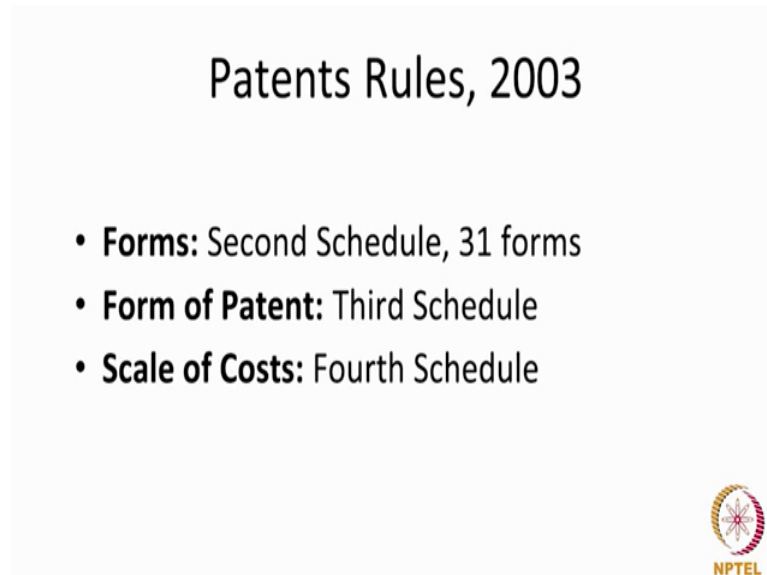 Patents Rules, 2003
• Forms: Second Schedule, 31 forms
• Form of Patent: Third Schedule
• Scale of Costs: Fourth Schedule
NPTEL